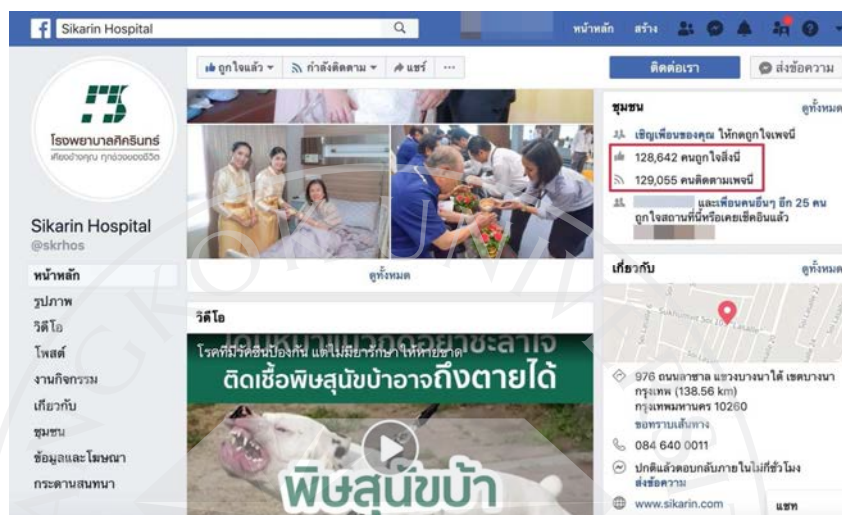 Sikarin Hospital
หน้าหลัก
สร้าง
โรงพยาบาลศิครินทร์
เคียงข้างคุณ ทุกช่วงของชีวิต
Sikarin Hospital
@skrhos
หน้าหลัก
รูปภาพ
วิดีโอ
โพสต์
งานกิจกรรม
เกี่ยวกับ
ชุมชน
ข้อมูลและโฆษณา
กระดานสนทนา
ถูกใจแล้ว
กำลังติดตาม
แชร์
ดูทั้งหมด
วิดีโอ
โรคที่มีวัคซีนป้องกัน แต่ไม่มียารักษา ให้หายขาด
ติดเชื้อพิษสุนัขบ้าอาจถึงตายได้
พิษสุนัขบ้า
ติดต่อเรา
ส่งข้อความ
ชุมชน
ดูทั้งหมด
เชิญเพื่อนของคุณ ให้กดถูกใจเพจนี้
128,642 คนถูกใจสิ่งนี้
129,055 คนติดตามเพจนี้
และเพื่อนคนอื่นๆ อีก 25 คน
ถูกใจสถานที่นี้หรือเคยเช็คอินแล้ว
เกี่ยวกับ
ดูทั้งหมด
976 ถนนลาซาล แขวงบางนาใต้ เขตบางนา
กรุงเทพ (138.56 km)
กรุงเทพมหานคร 10260
ขอทราบเส้นทาง
084 640 0011
ปกติแล้วตอบกลับภายในไม่กี่ชั่วโมง
ส่งข้อความ
www.sikarin.com
แชท